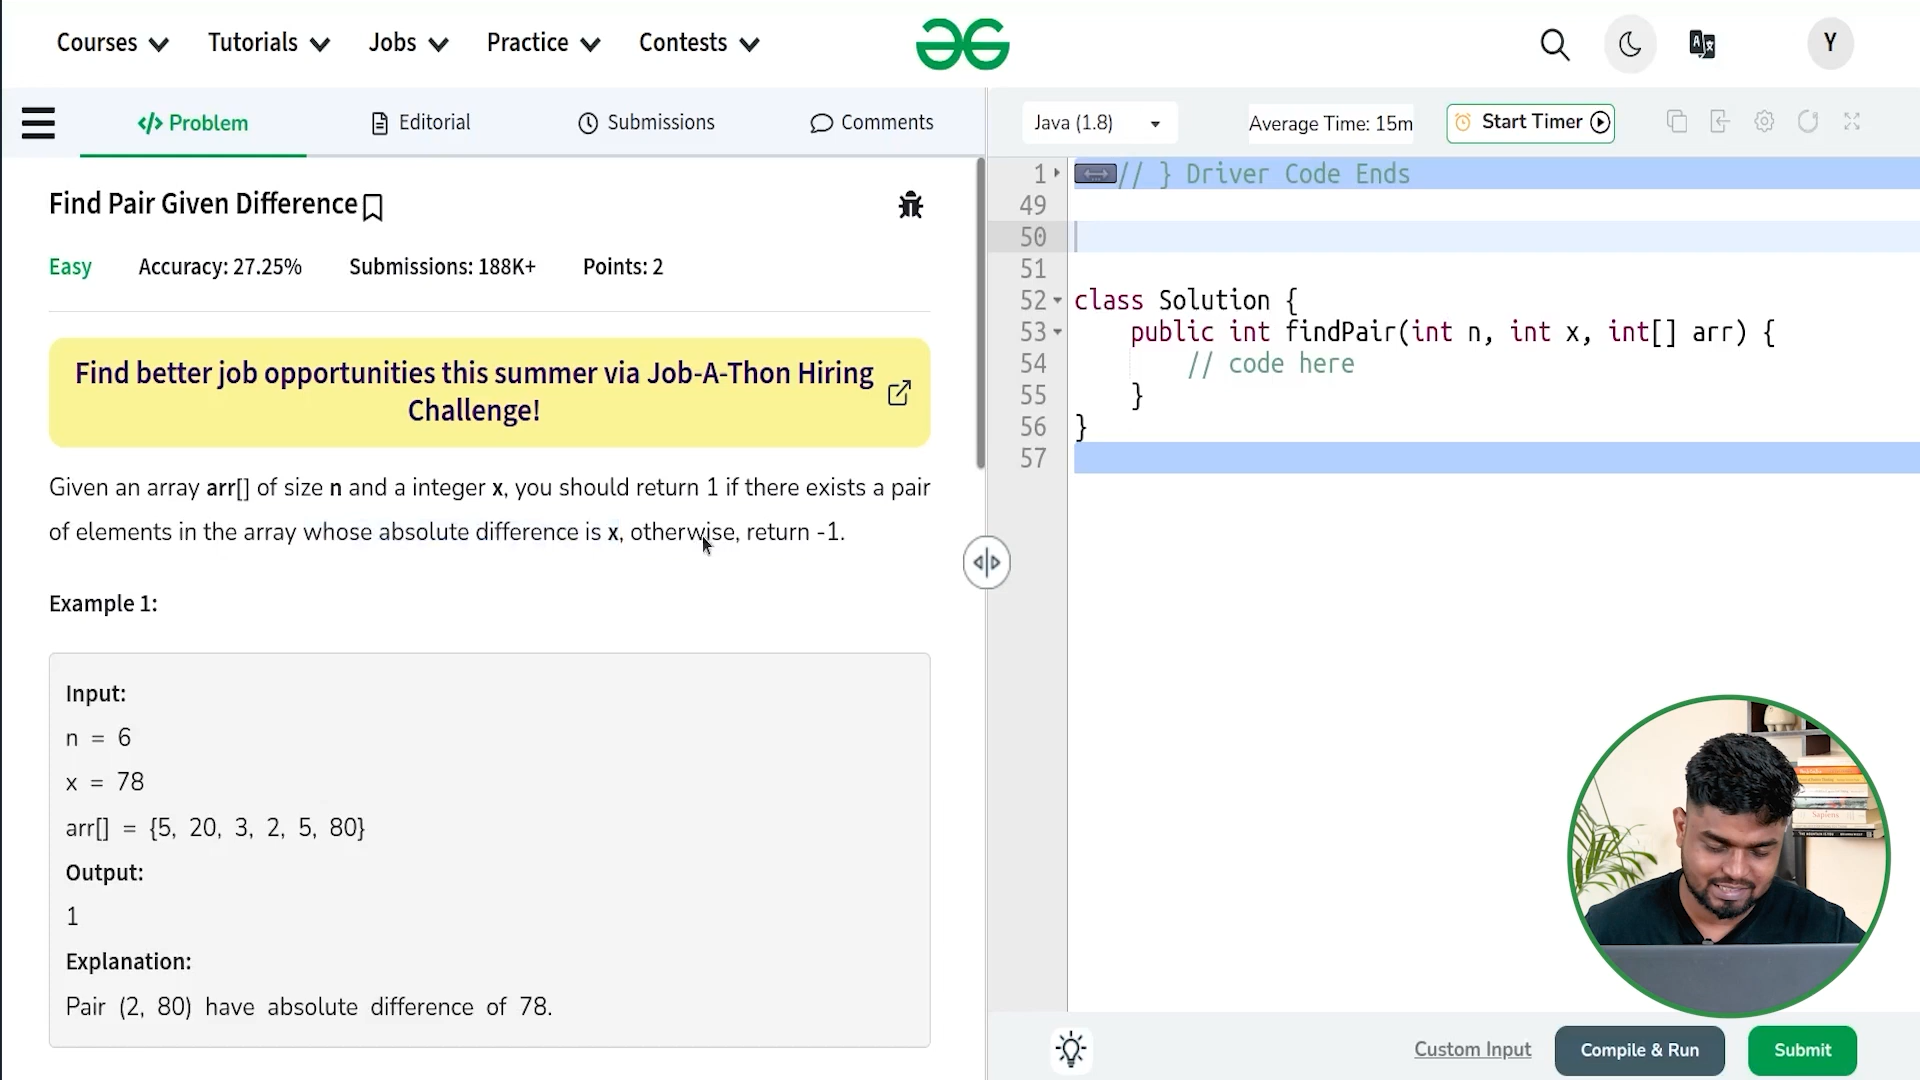 Courses Tutorials Jobs Practice Contests Y
Problem Editorial Submissions Comments
Java (1.8) Average Time: 15m Start Timer
Find Pair Given Difference
Easy Accuracy: 27.25% Submissions: 188K+ Points: 2
Find better job opportunities this summer via Job-A-Thon Hiring
Challenge!
Given an array arr[] of size n and a integer x, you should return 1 if there exists a pair
of elements in the array whose absolute difference is x, otherwise, return -1.
Example 1:
Input:
n = 6
x = 78
arr[] = {5, 20, 3, 2, 5, 80}
Output:
1
Explanation:
Pair (2, 80) have absolute difference of 78.
1 // } Driver Code Ends
49
50
51
52 class Solution {
53 public int findPair(int n, int x, int[] arr) {
54 // code here
55 }
56 }
57
Sapiens
Custom Input Compile & Run Submit